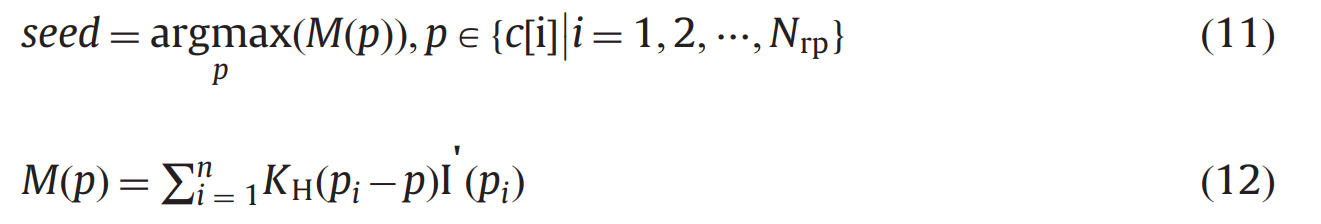 seed = argmax(M(p)), p ∈ {c[i]|i = 1, 2, ⋯, N_rp} (11)
p
M(p) = ∑_{i = 1}^{n} K_H(p_i − p)I'(p_i) (12)